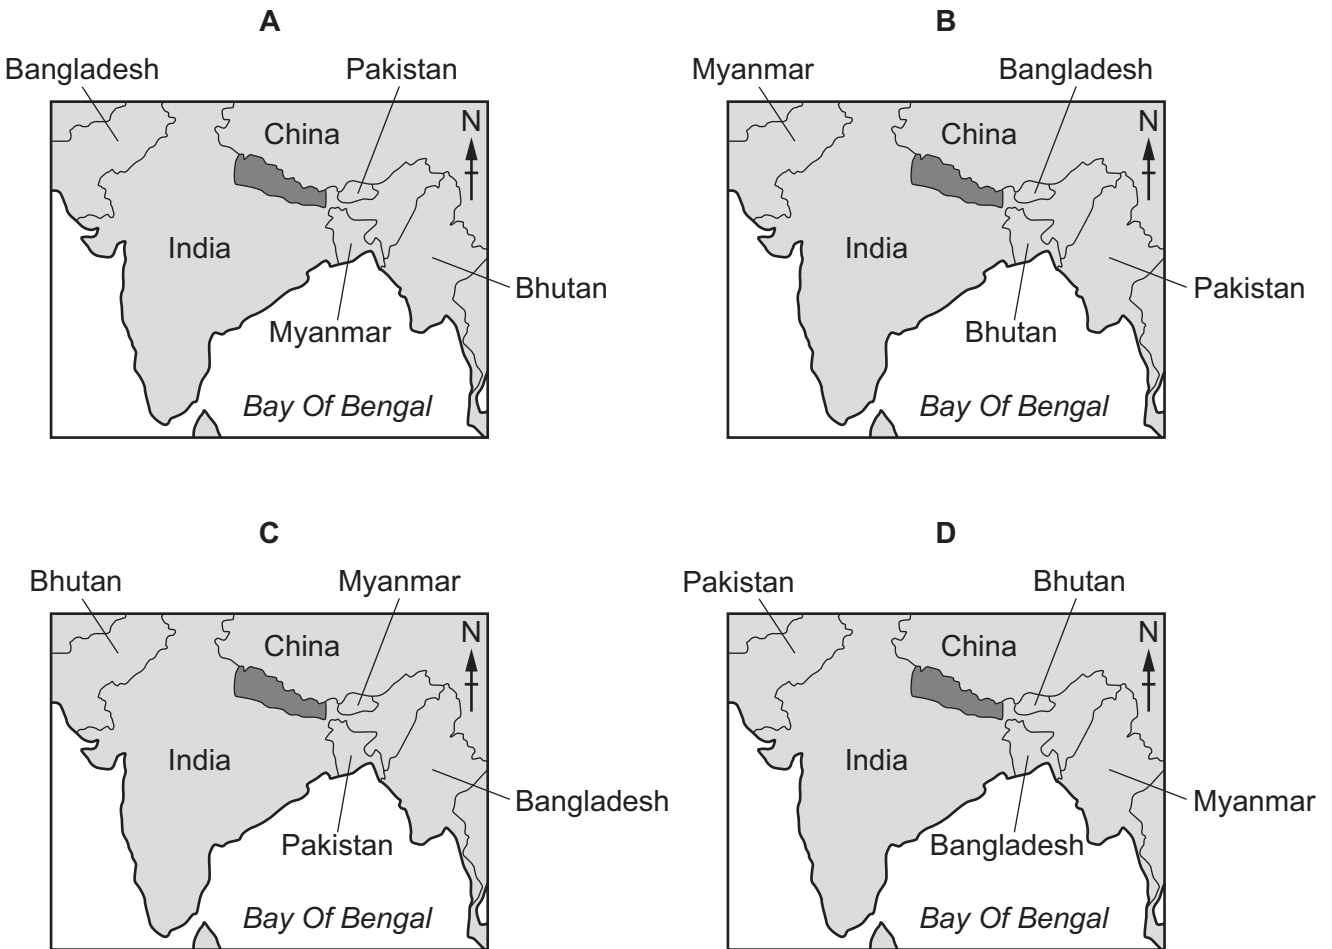 A
Bangladesh
Pakistan
China
N
India
Bhutan
Myanmar
Bay Of Bengal
B
Myanmar
Bangladesh
China
N
India
Pakistan
Bhutan
Bay Of Bengal
C
Bhutan
Myanmar
China
N
India
Bangladesh
Pakistan
Bay Of Bengal
D
Pakistan
Bhutan
China
N
India
Myanmar
Bangladesh
Bay Of Bengal